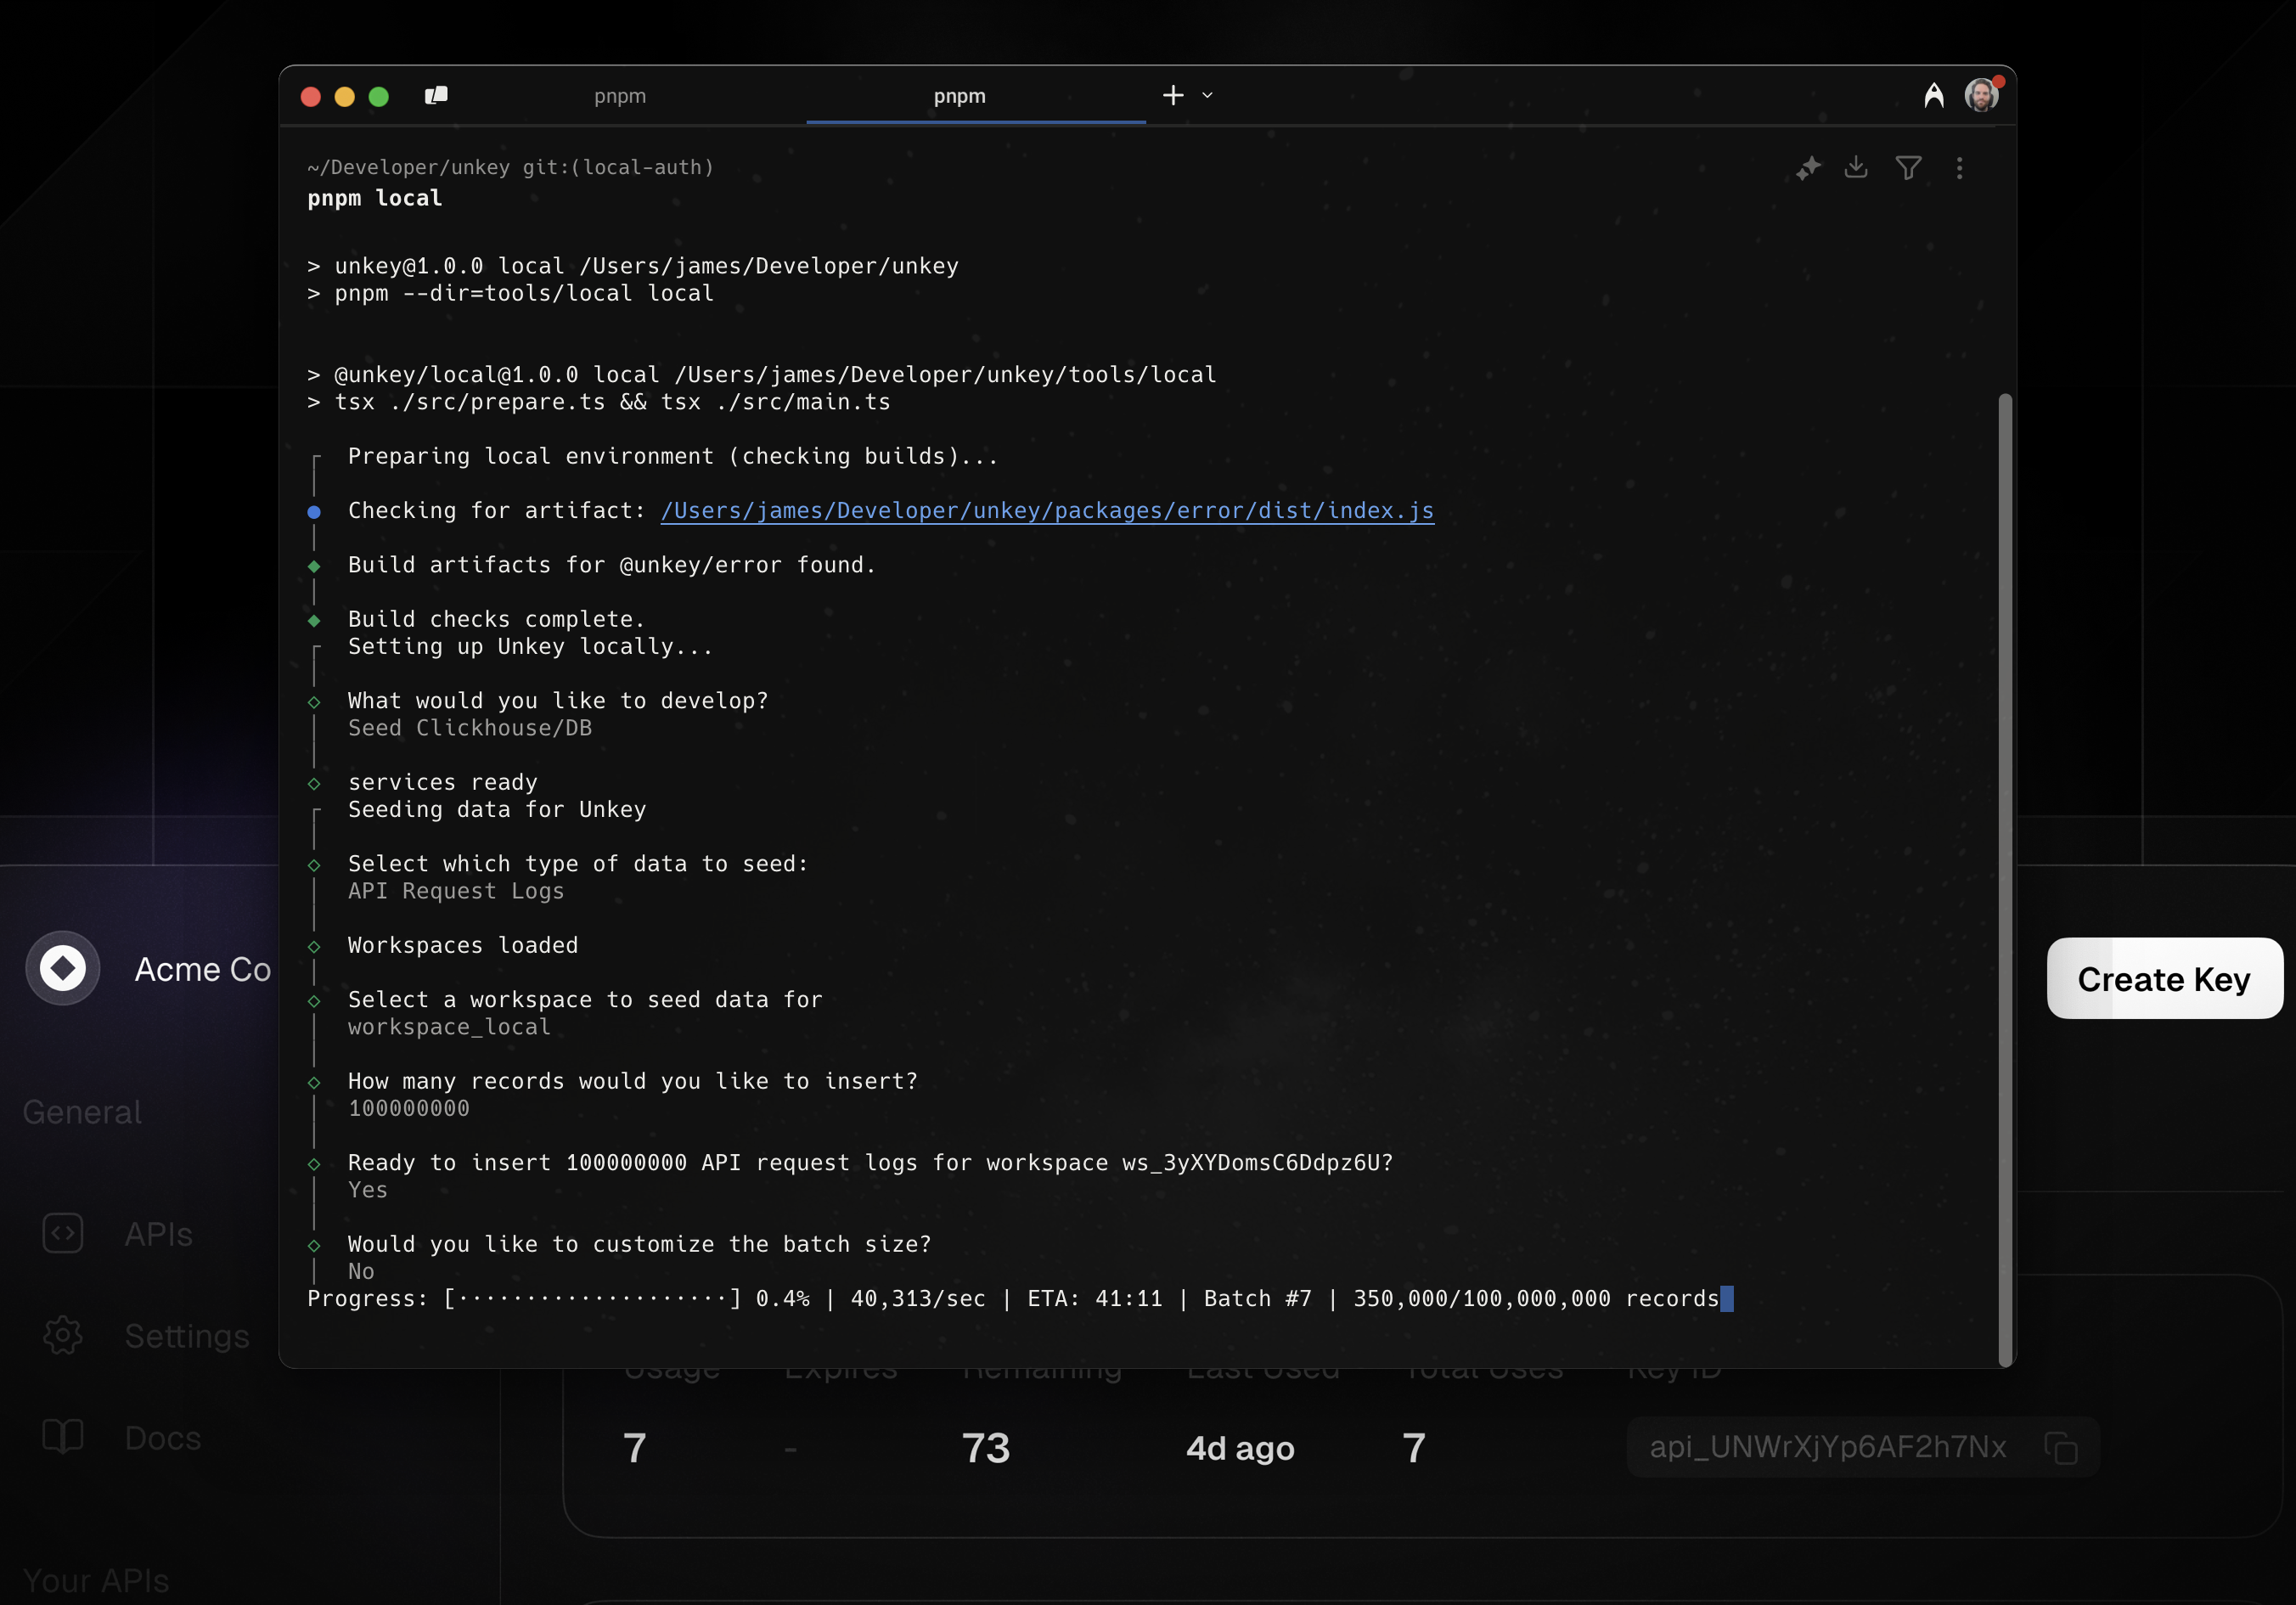 pnpm
pnpm
~/Developer/unkey git:(local-auth)
pnpm local
> unkey@1.0.0 local /Users/james/Developer/unkey
> pnpm --dir=tools/local local
> @unkey/local@1.0.0 local /Users/james/Developer/unkey/tools/local
> tsx ./src/prepare.ts && tsx ./src/main.ts
Preparing local environment (checking builds)...
Checking for artifact: /Users/james/Developer/unkey/packages/error/dist/index.js
Build artifacts for @unkey/error found.
Build checks complete.
Setting up Unkey locally...
What would you like to develop?
Seed Clickhouse/DB
services ready
Seeding data for Unkey
Select which type of data to seed:
API Request Logs
Workspaces loaded
Select a workspace to seed data for
workspace_local
How many records would you like to insert?
100000000
Ready to insert 100000000 API request logs for workspace ws_3yXYDomsC6Ddpz6U?
Yes
Would you like to customize the batch size?
No
Progress: [····················] 0.4% | 40,313/sec | ETA: 41:11 | Batch #7 | 350,000/100,000,000 records
Acme Co
Create Key
General
APIs
Settings
Docs
Your APIs
Usage Expires Remaining Last Used Total Uses Key ID
7 - 73 4d ago 7 api_UNWrXjYp6AF2h7Nx